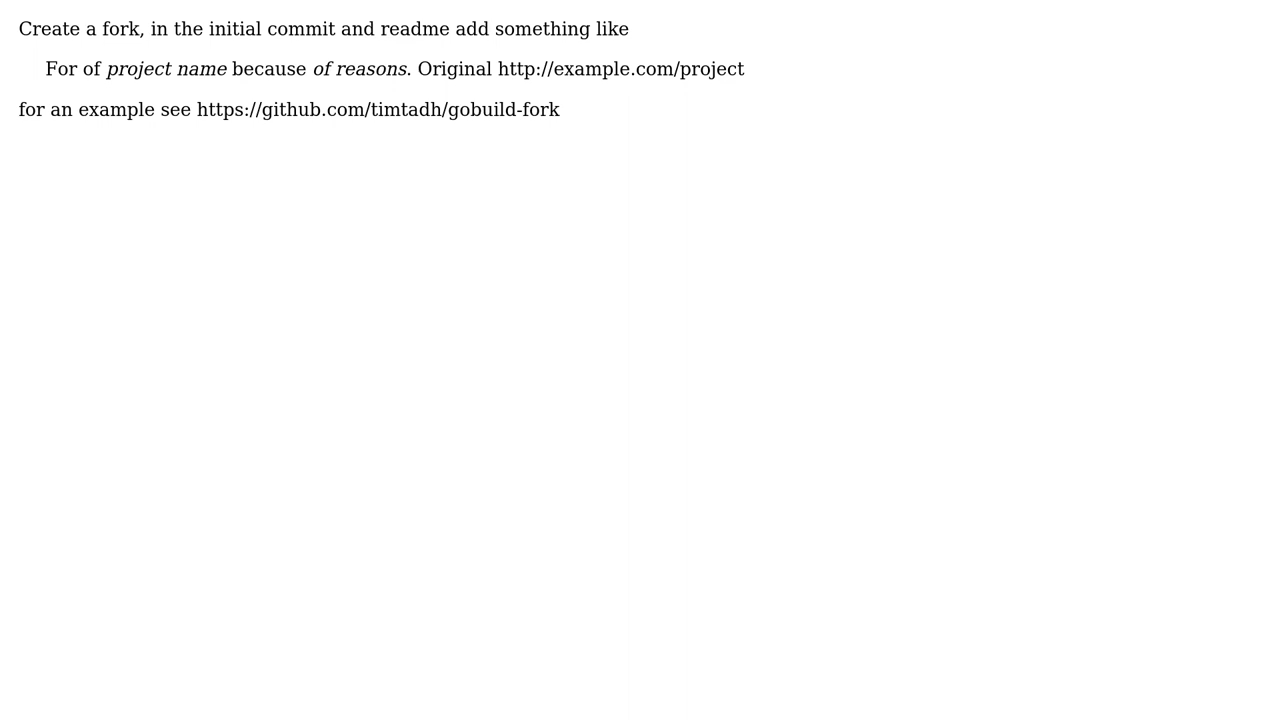 Create a fork, in the initial commit and readme add something like
For of project name because of reasons. Original http://example.com/project
for an example see https://github.com/timtadh/gobuild-fork